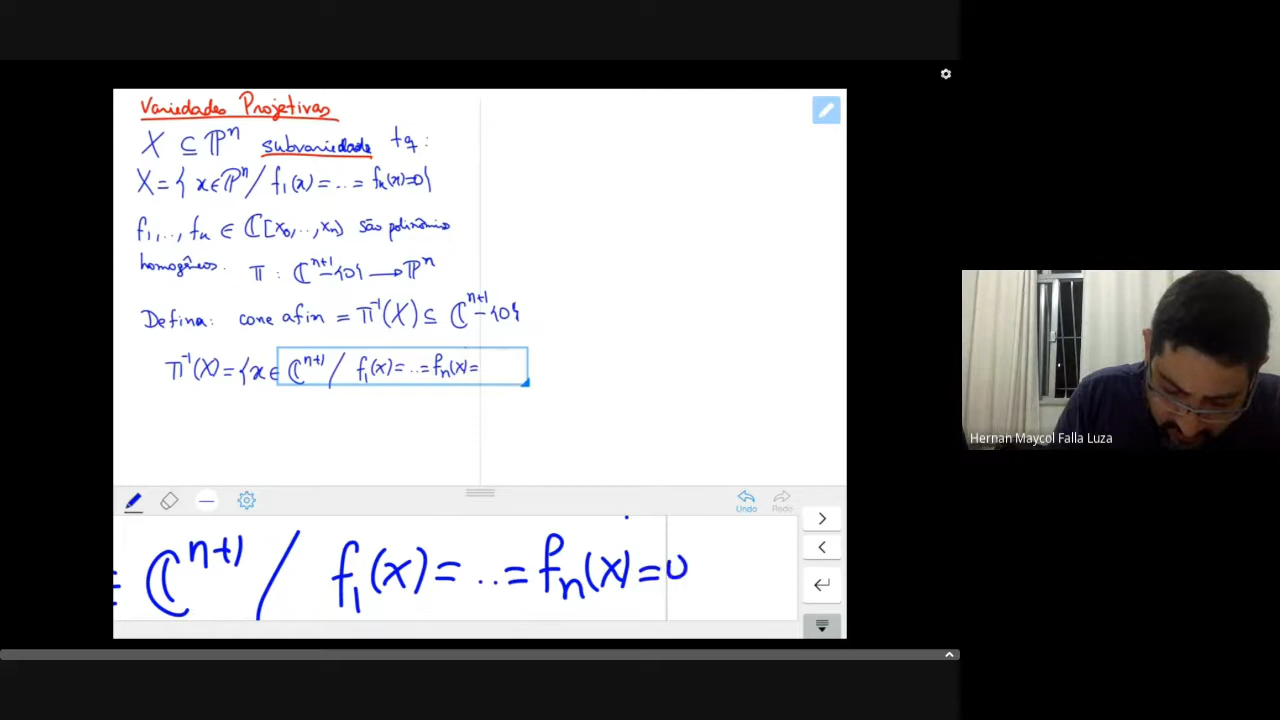 Variedades Projetivas
X ⊆ ℙⁿ subvariedade tq:
X = { x ∈ ℙⁿ / f₁(x) = ... = fₖ(x)=0 }
f₁,..., fₖ ∈ ℂ[x₀,...,xₙ] são polinômios
homogêneos. π : ℂⁿ⁺¹–{0} → ℙⁿ
Defina: cone afin = π⁻¹(X) ⊆ ℂⁿ⁺¹–{0}
π⁻¹(X) = {x ∈ ℂⁿ⁺¹ / f₁(x) = ..= fₙ(x) =
Undo
Redo
ℂⁿ⁺¹ / f₁(x) = ..= fₙ(x) = 0
Hernan Maycol Falla Luza